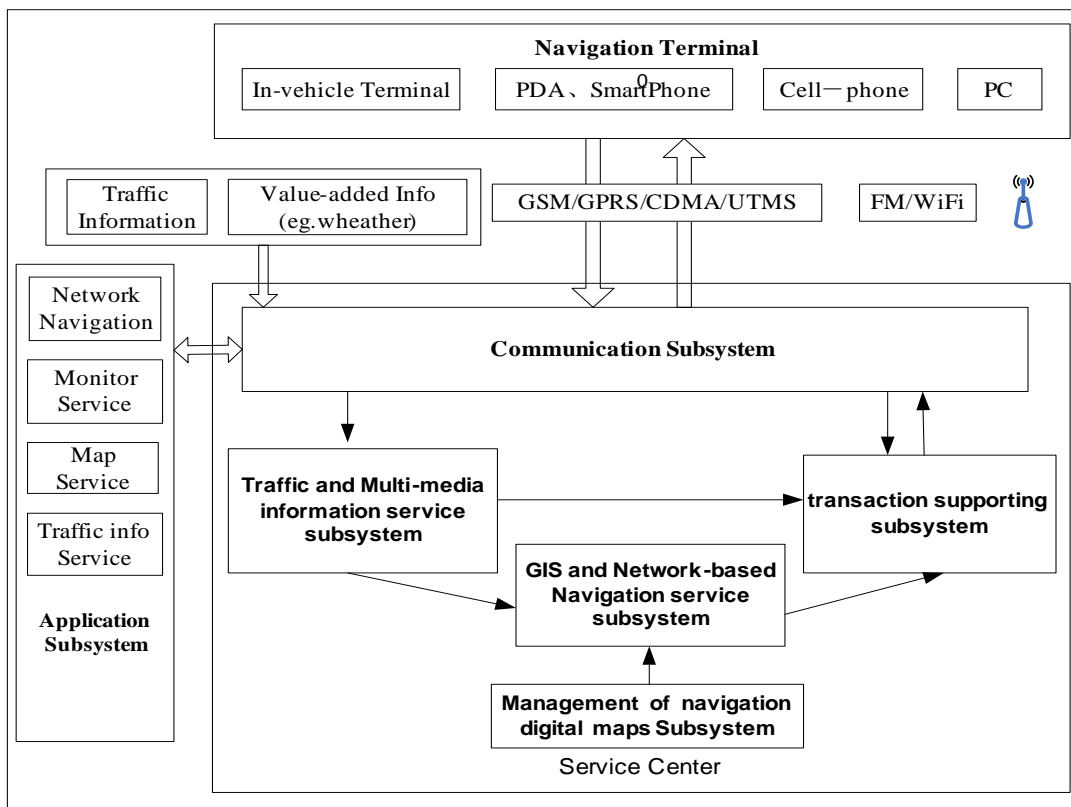 Navigation Terminal
0
In-vehicle Terminal
PDA、SmartPhone
Cell－phone
PC
Traffic
Information
Value-added Info
(eg.wheather)
GSM/GPRS/CDMA/UTMS
FM/WiFi
Network
Navigation
Monitor
Service
Map
Service
Traffic info
Service
Application
Subsystem
Communication Subsystem
Traffic and Multi-media
information service
subsystem
transaction supporting
subsystem
GIS and Network-based
Navigation service
subsystem
Management of navigation
digital maps Subsystem
Service Center